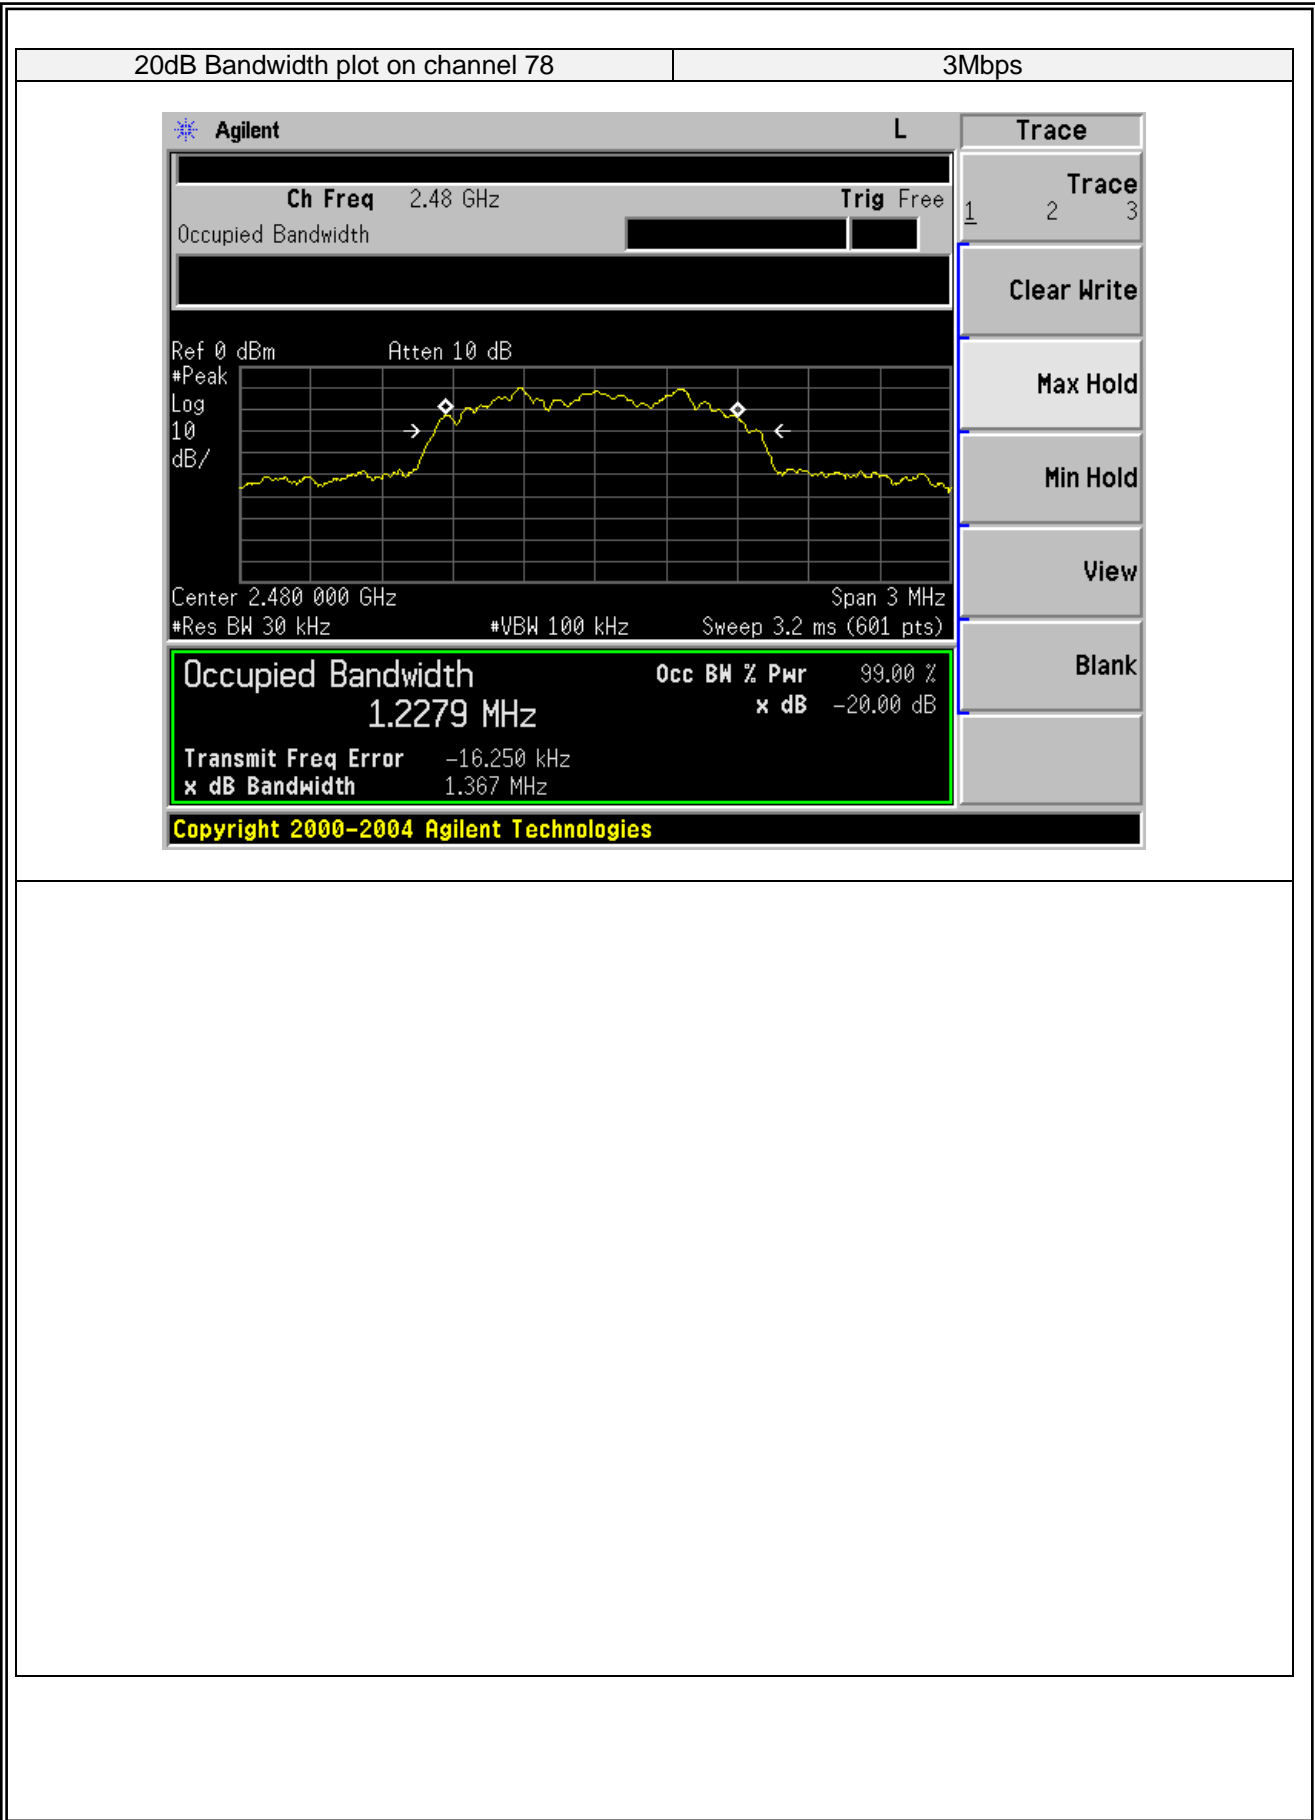 20dB Bandwidth plot on channel 78 3Mbps
Agilent L Trace
Ch Freq 2.48 GHz Trig Free
Occupied Bandwidth
Trace
1 2 3
Clear Write
Max Hold
Min Hold
View
Blank
Ref 0 dBm Atten 10 dB
#Peak
Log
10
dB/
Center 2.480 000 GHz Span 3 MHz
#Res BW 30 kHz #VBW 100 kHz Sweep 3.2 ms (601 pts)
Occupied Bandwidth Occ BW % Pwr 99.00 %
1.2279 MHz x dB -20.00 dB
Transmit Freq Error -16.250 kHz
x dB Bandwidth 1.367 MHz
Copyright 2000-2004 Agilent Technologies